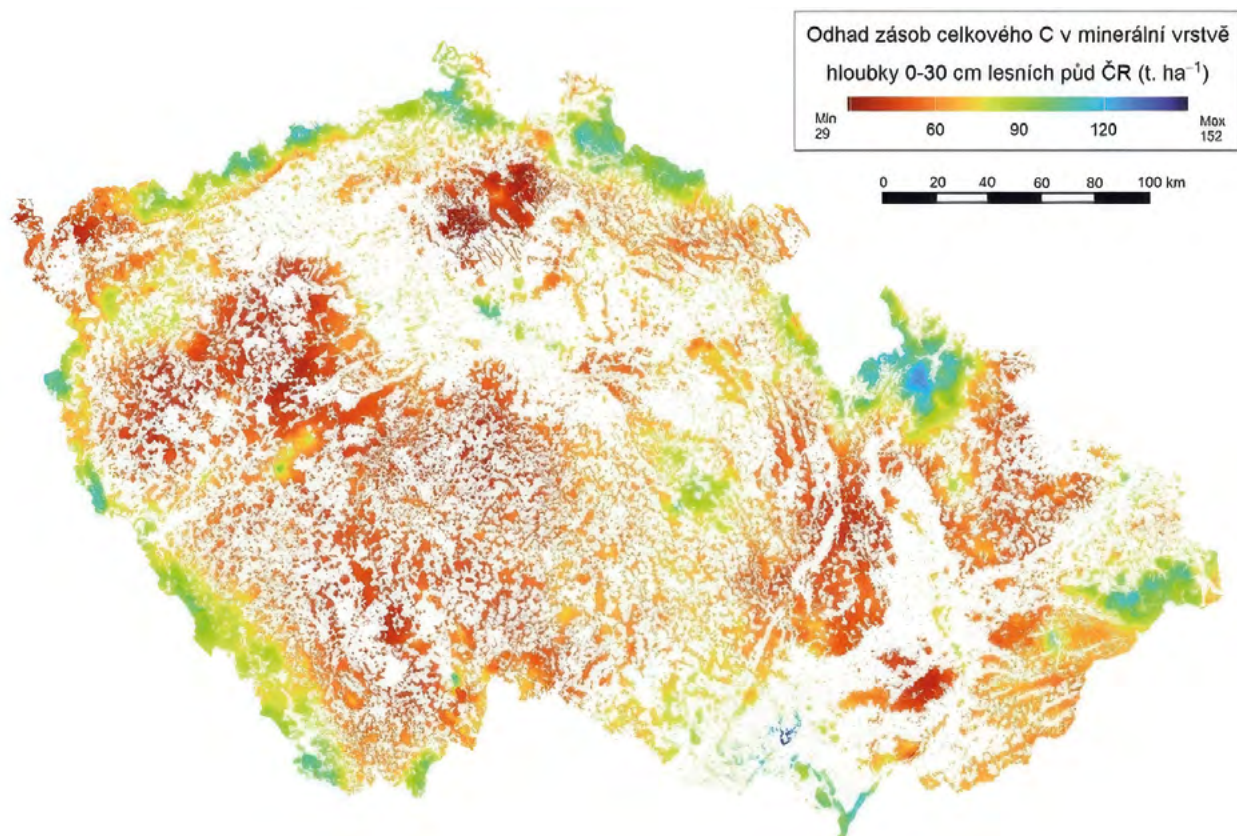 Odhad zásob celkového C v minerální vrstvě
hloubky 0-30 cm lesních půd ČR (t. ha⁻¹)
Min
29
60
90
120
Max
152
0 20 40 60 80 100 km